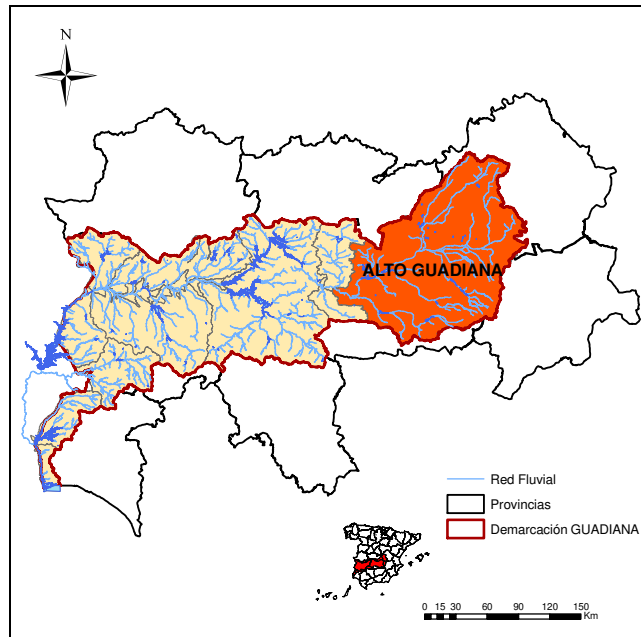 N
ALTO GUADIANA
Red Fluvial
Provincias
Demarcación GUADIANA
0 15 30 60 90 120 150
Km